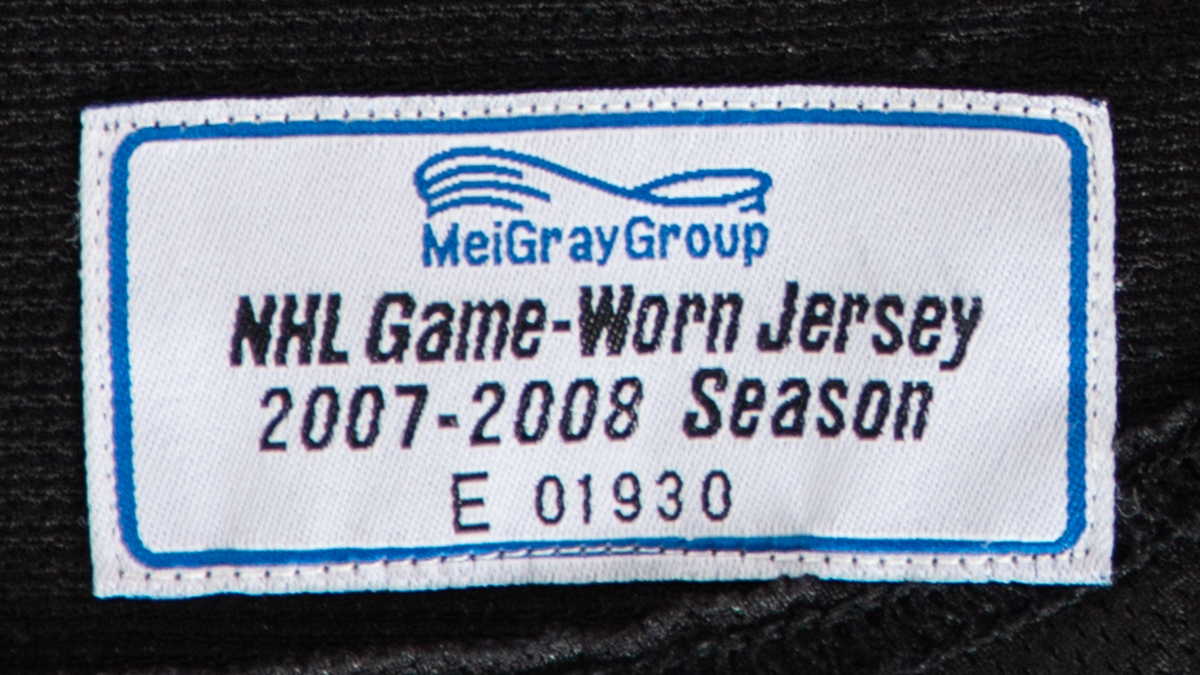 MeiGrayGroup
NHL Game-Worn Jersey
2007-2008 Season
E 01930